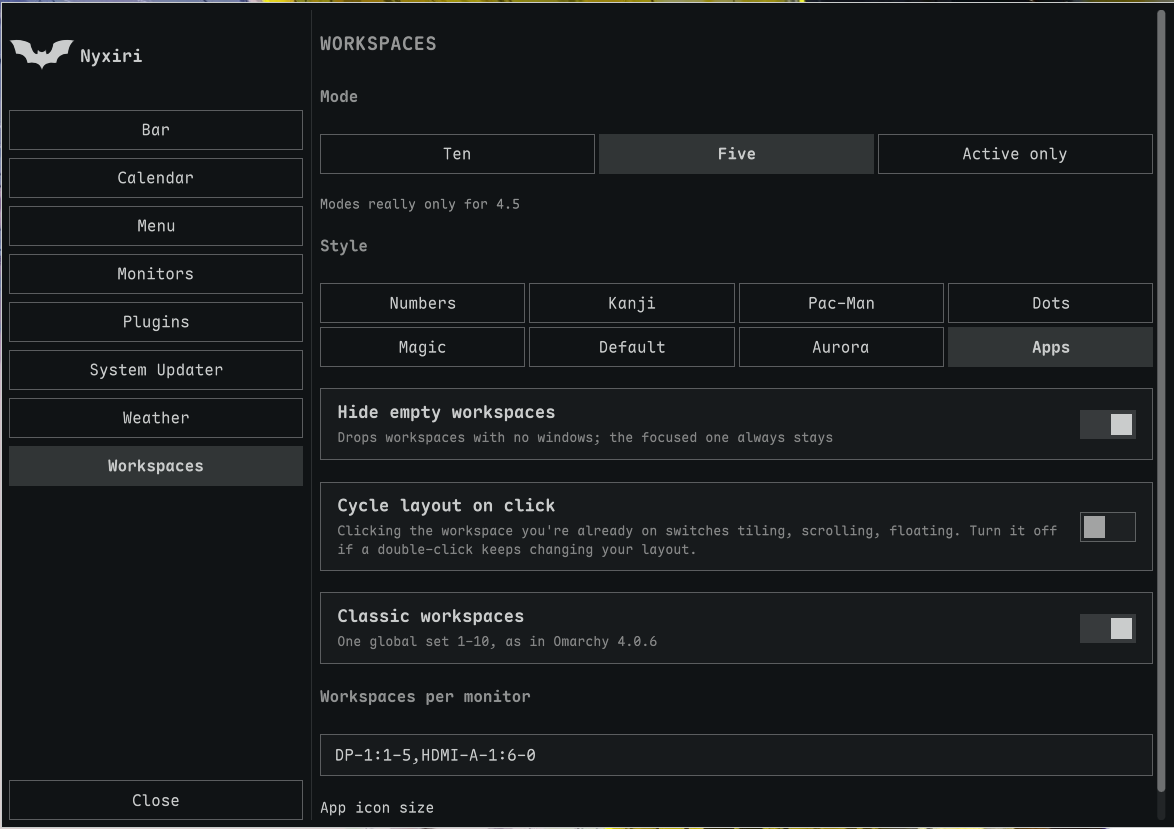 Nyxiri
Bar
Calendar
Menu
Monitors
Plugins
System Updater
Weather
Workspaces
Close
WORKSPACES
Mode
Ten
Five
Active only
Modes really only for 4.5
Style
Numbers
Kanji
Pac-Man
Dots
Magic
Default
Aurora
Apps
Hide empty workspaces
Drops workspaces with no windows; the focused one always stays
Cycle layout on click
Clicking the workspace you're already on switches tiling, scrolling, floating. Turn it off
if a double-click keeps changing your layout.
Classic workspaces
One global set 1-10, as in Omarchy 4.0.6
Workspaces per monitor
DP-1:1-5,HDMI-A-1:6-0
App icon size